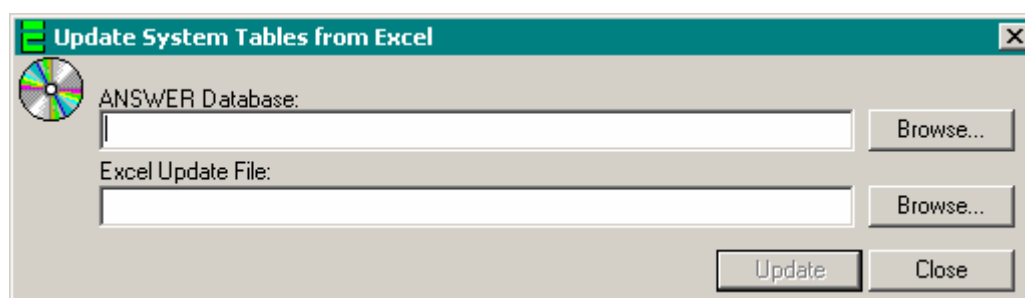 Update System Tables from Excel
ANSWER Database:
Browse...
Excel Update File:
Browse...
Update Close